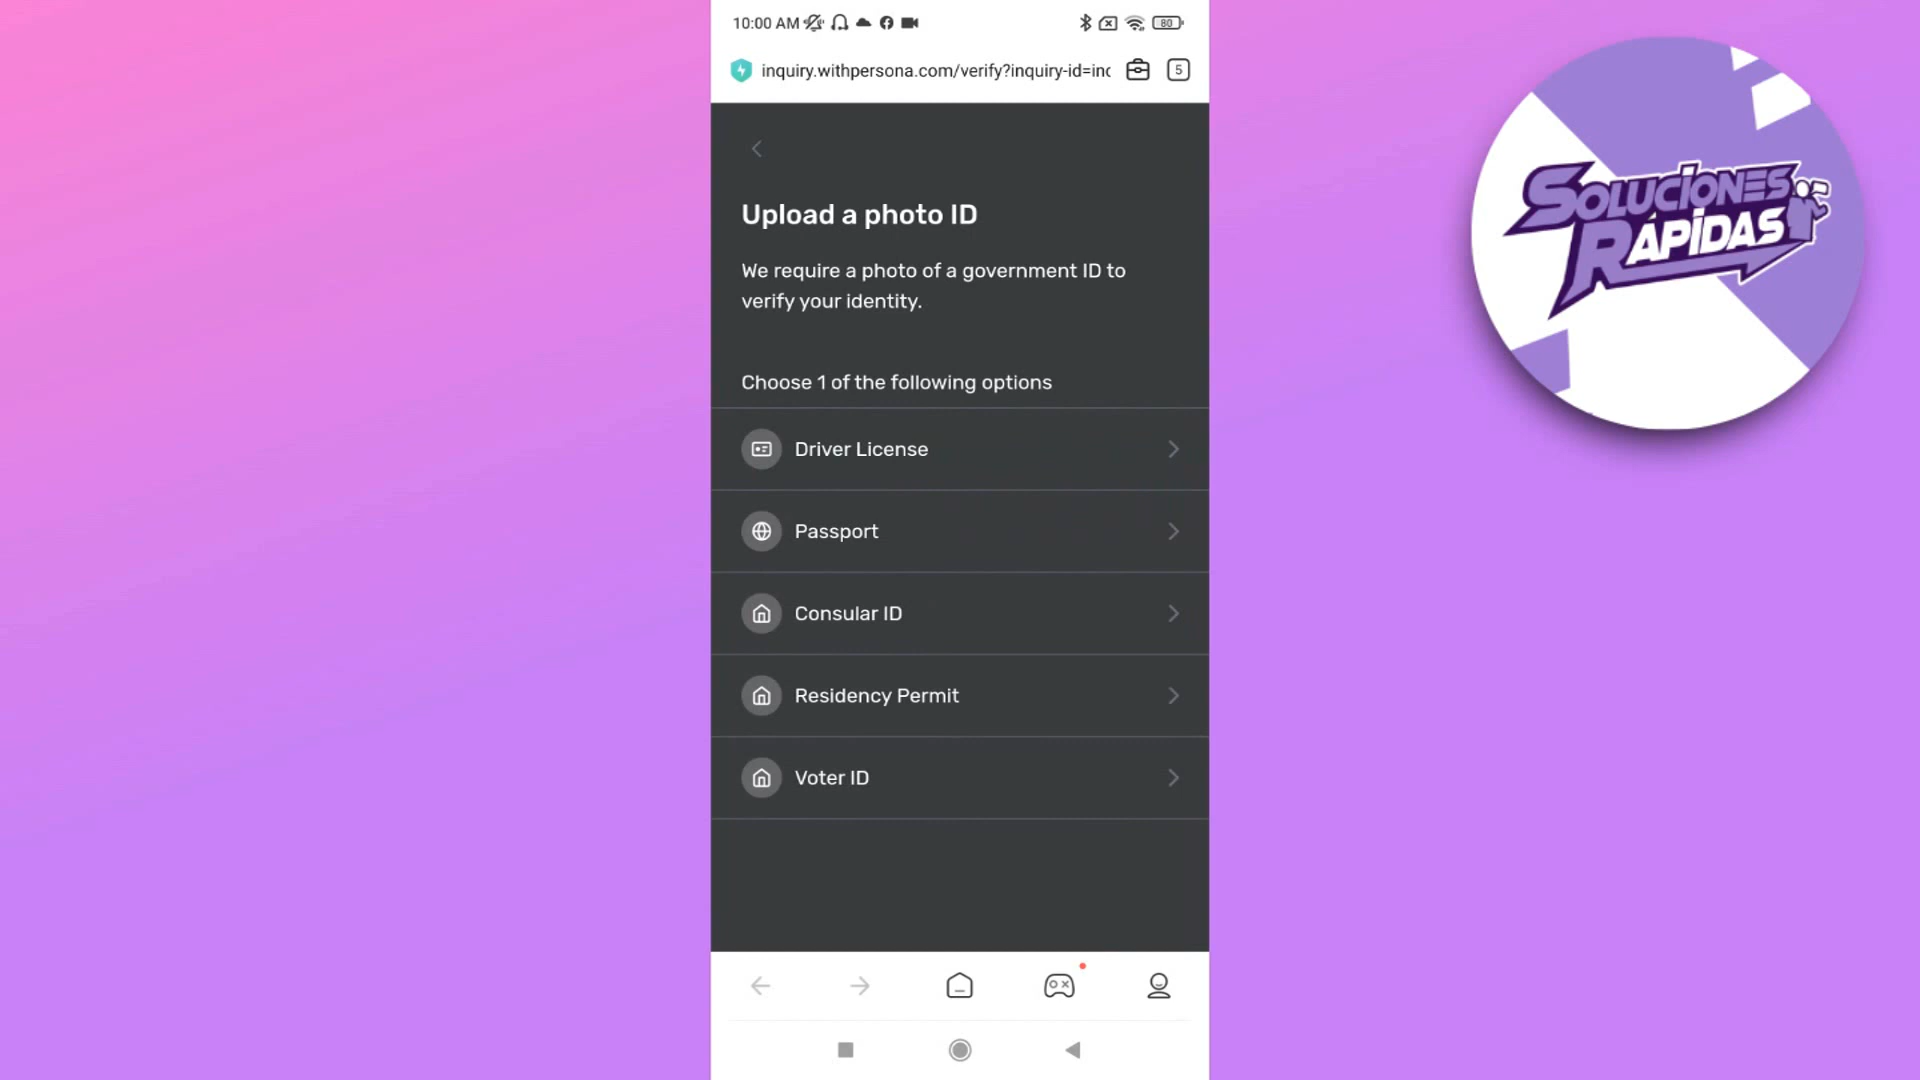 10:00 AM
80
inquiry.withpersona.com/verify?inquiry-id=inc
5
SOLUCIONES
RÁPIDAS
Upload a photo ID
We require a photo of a government ID to
verify your identity.
Choose 1 of the following options
Driver License
Passport
Consular ID
Residency Permit
Voter ID